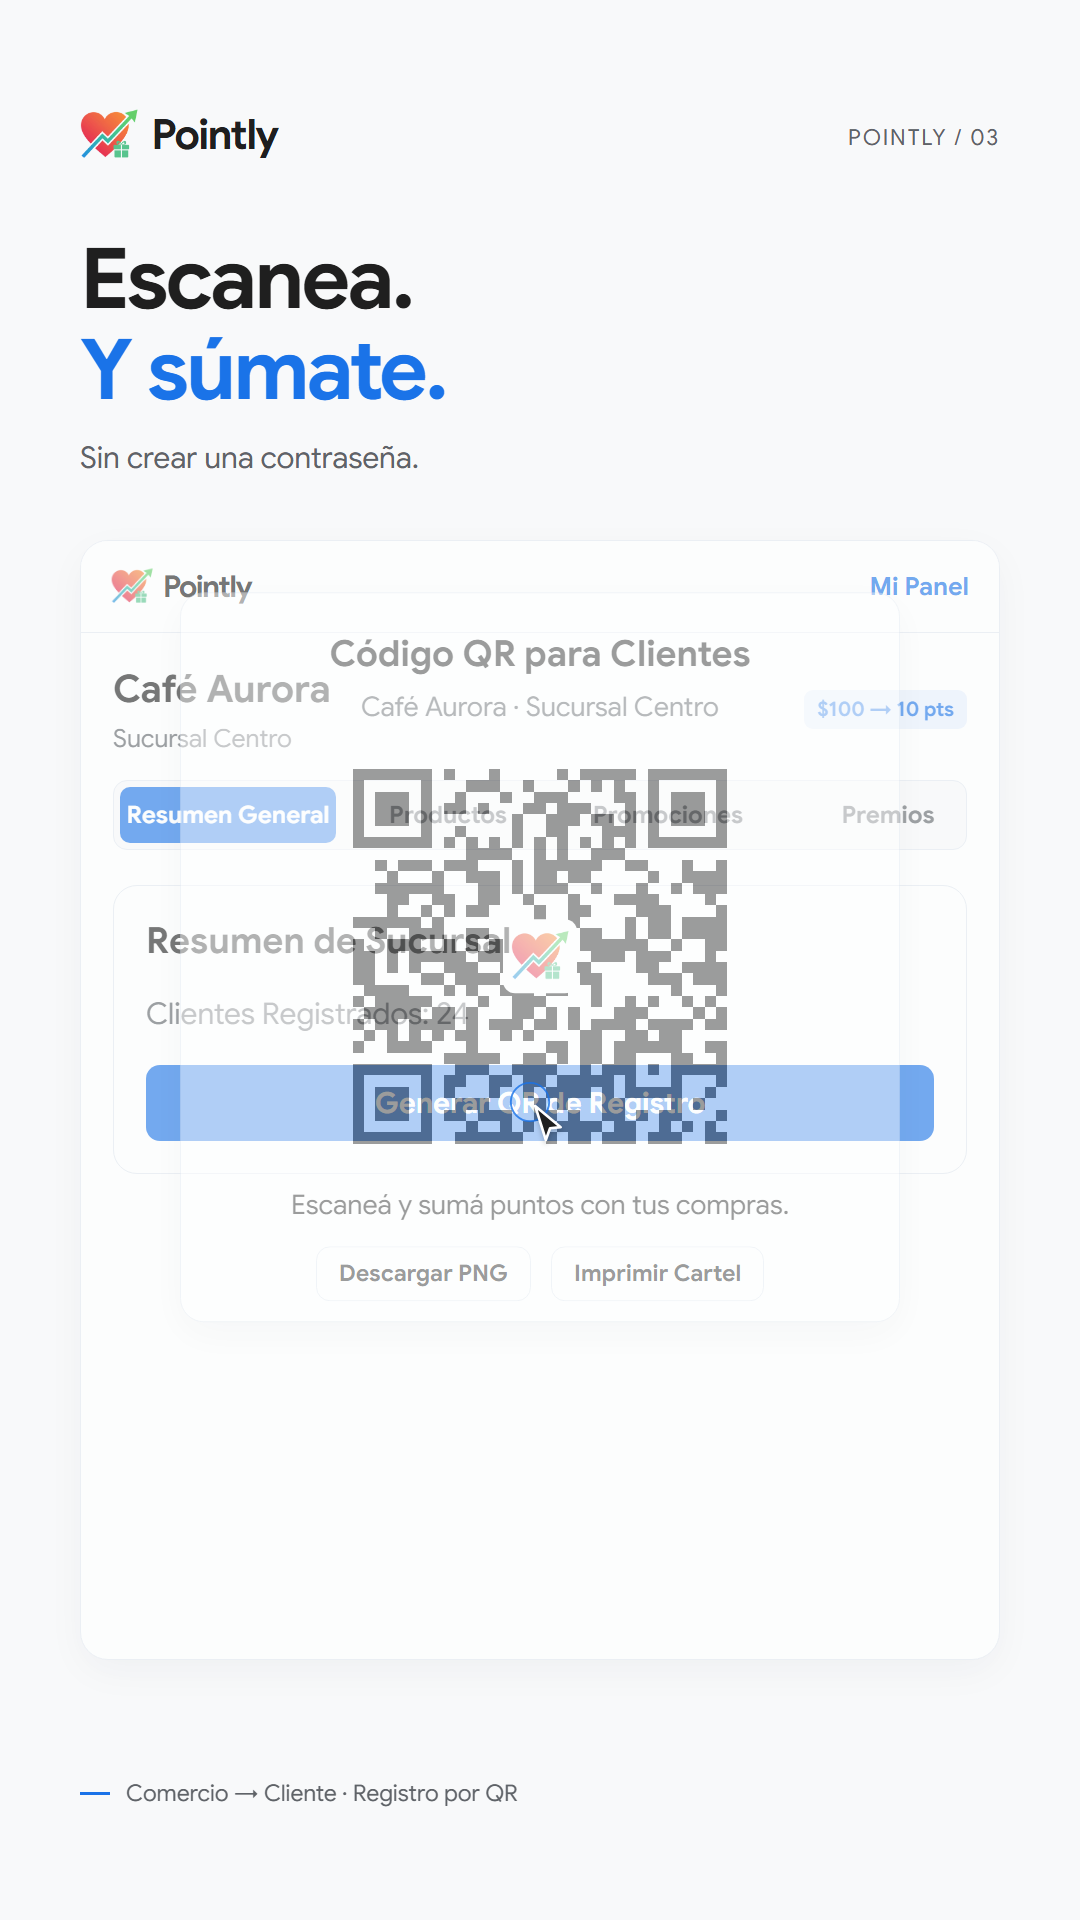 Pointly
POINTLY / 03
Escanea.
Y súmate.
Sin crear una contraseña.
Pointly
Mi Panel
Código QR para Clientes
Café Aurora
Café Aurora · Sucursal Centro
$100 → 10 pts
Sucursal Centro
Resumen General
Productos
Promociones
Premios
Resumen de Sucursal
Clientes Registrados: 24
Generar QR de Registro
Escaneá y sumá puntos con tus compras.
Descargar PNG
Imprimir Cartel
Comercio → Cliente · Registro por QR